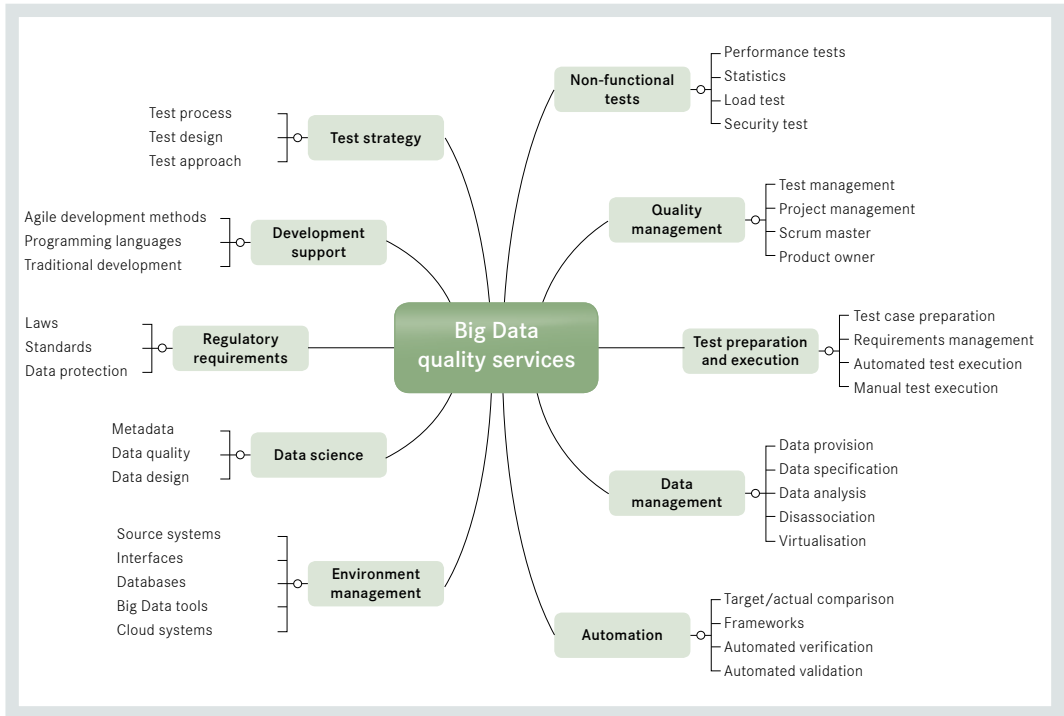 Big Data
quality services
Test strategy
Test process
Test design
Test approach
Development
support
Agile development methods
Programming languages
Traditional development
Regulatory
requirements
Laws
Standards
Data protection
Data science
Metadata
Data quality
Data design
Environment
management
Source systems
Interfaces
Databases
Big Data tools
Cloud systems
Non-functional
tests
Performance tests
Statistics
Load test
Security test
Quality
management
Test management
Project management
Scrum master
Product owner
Test preparation
and execution
Test case preparation
Requirements management
Automated test execution
Manual test execution
Data
management
Data provision
Data specification
Data analysis
Disassociation
Virtualisation
Automation
Target/actual comparison
Frameworks
Automated verification
Automated validation